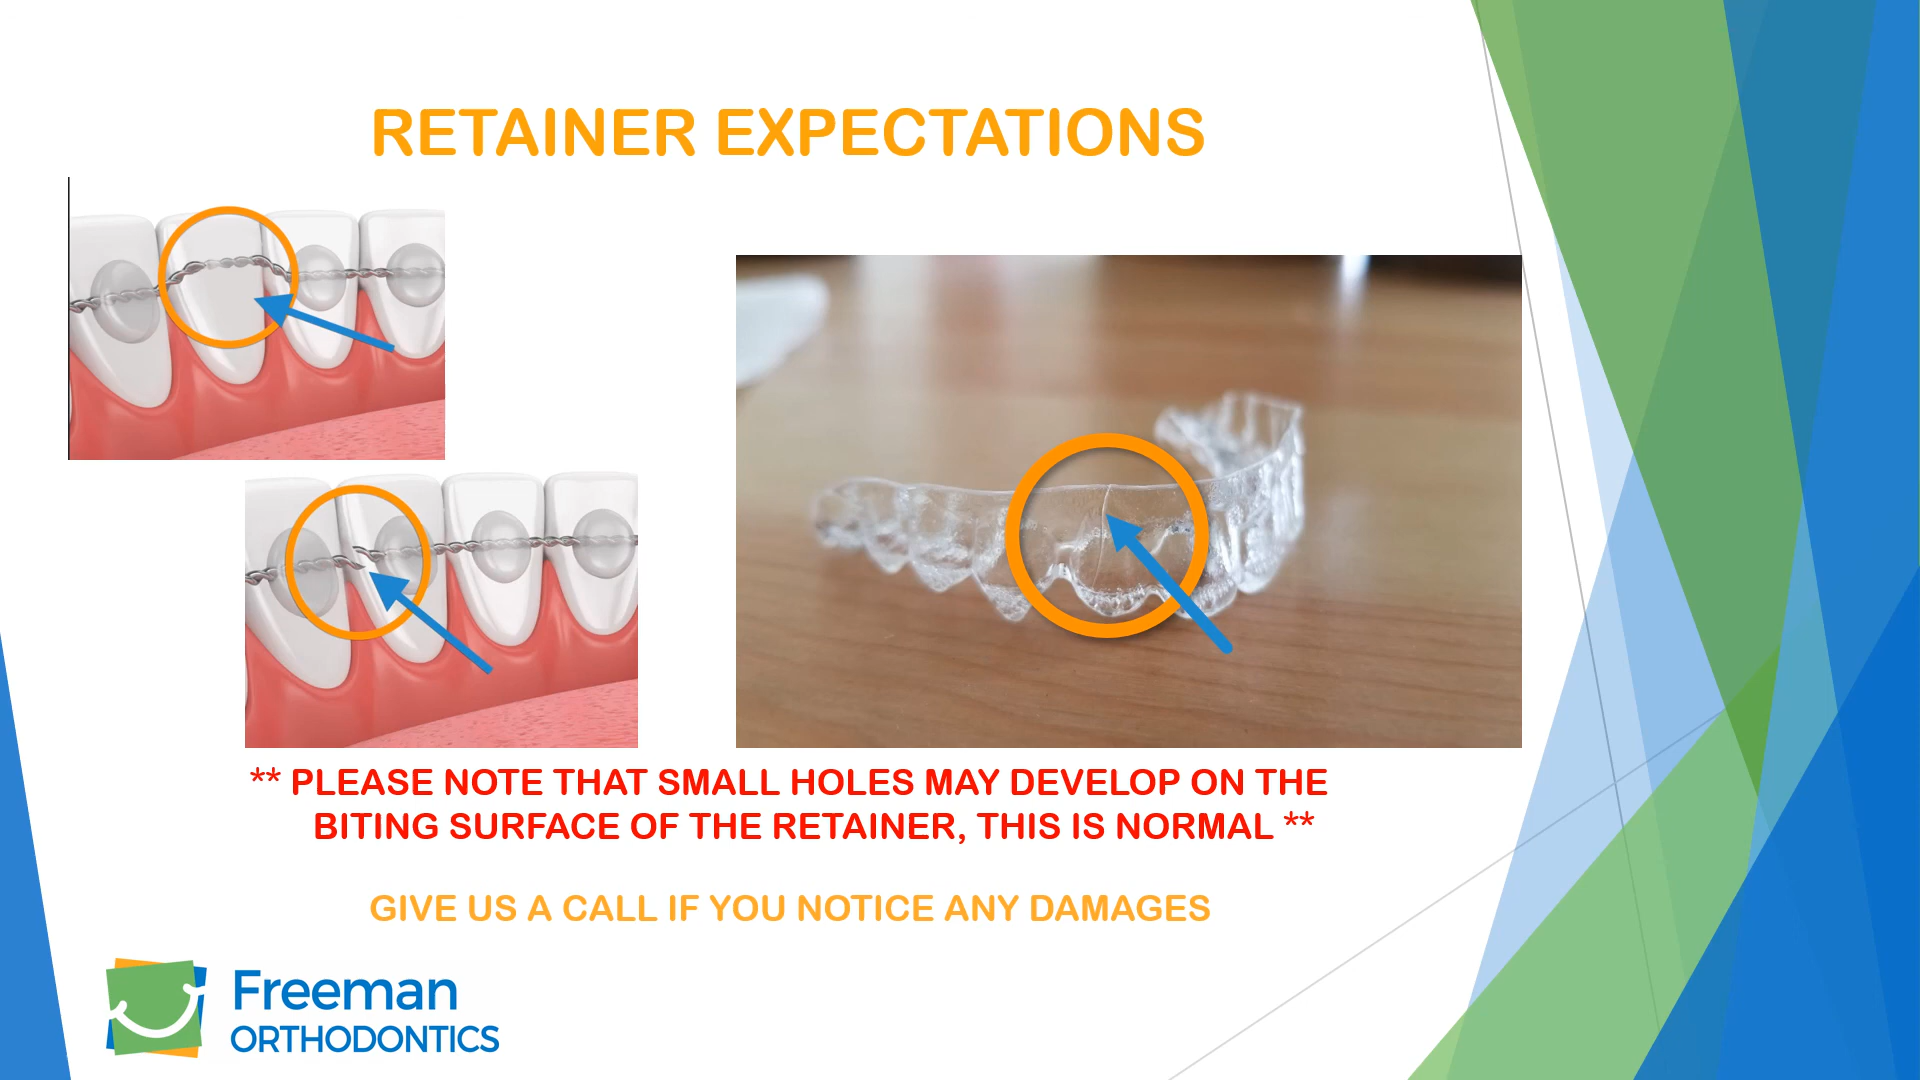 RETAINER EXPECTATIONS
** PLEASE NOTE THAT SMALL HOLES MAY DEVELOP ON THE
BITING SURFACE OF THE RETAINER, THIS IS NORMAL **
GIVE US A CALL IF YOU NOTICE ANY DAMAGES
Freeman
ORTHODONTICS